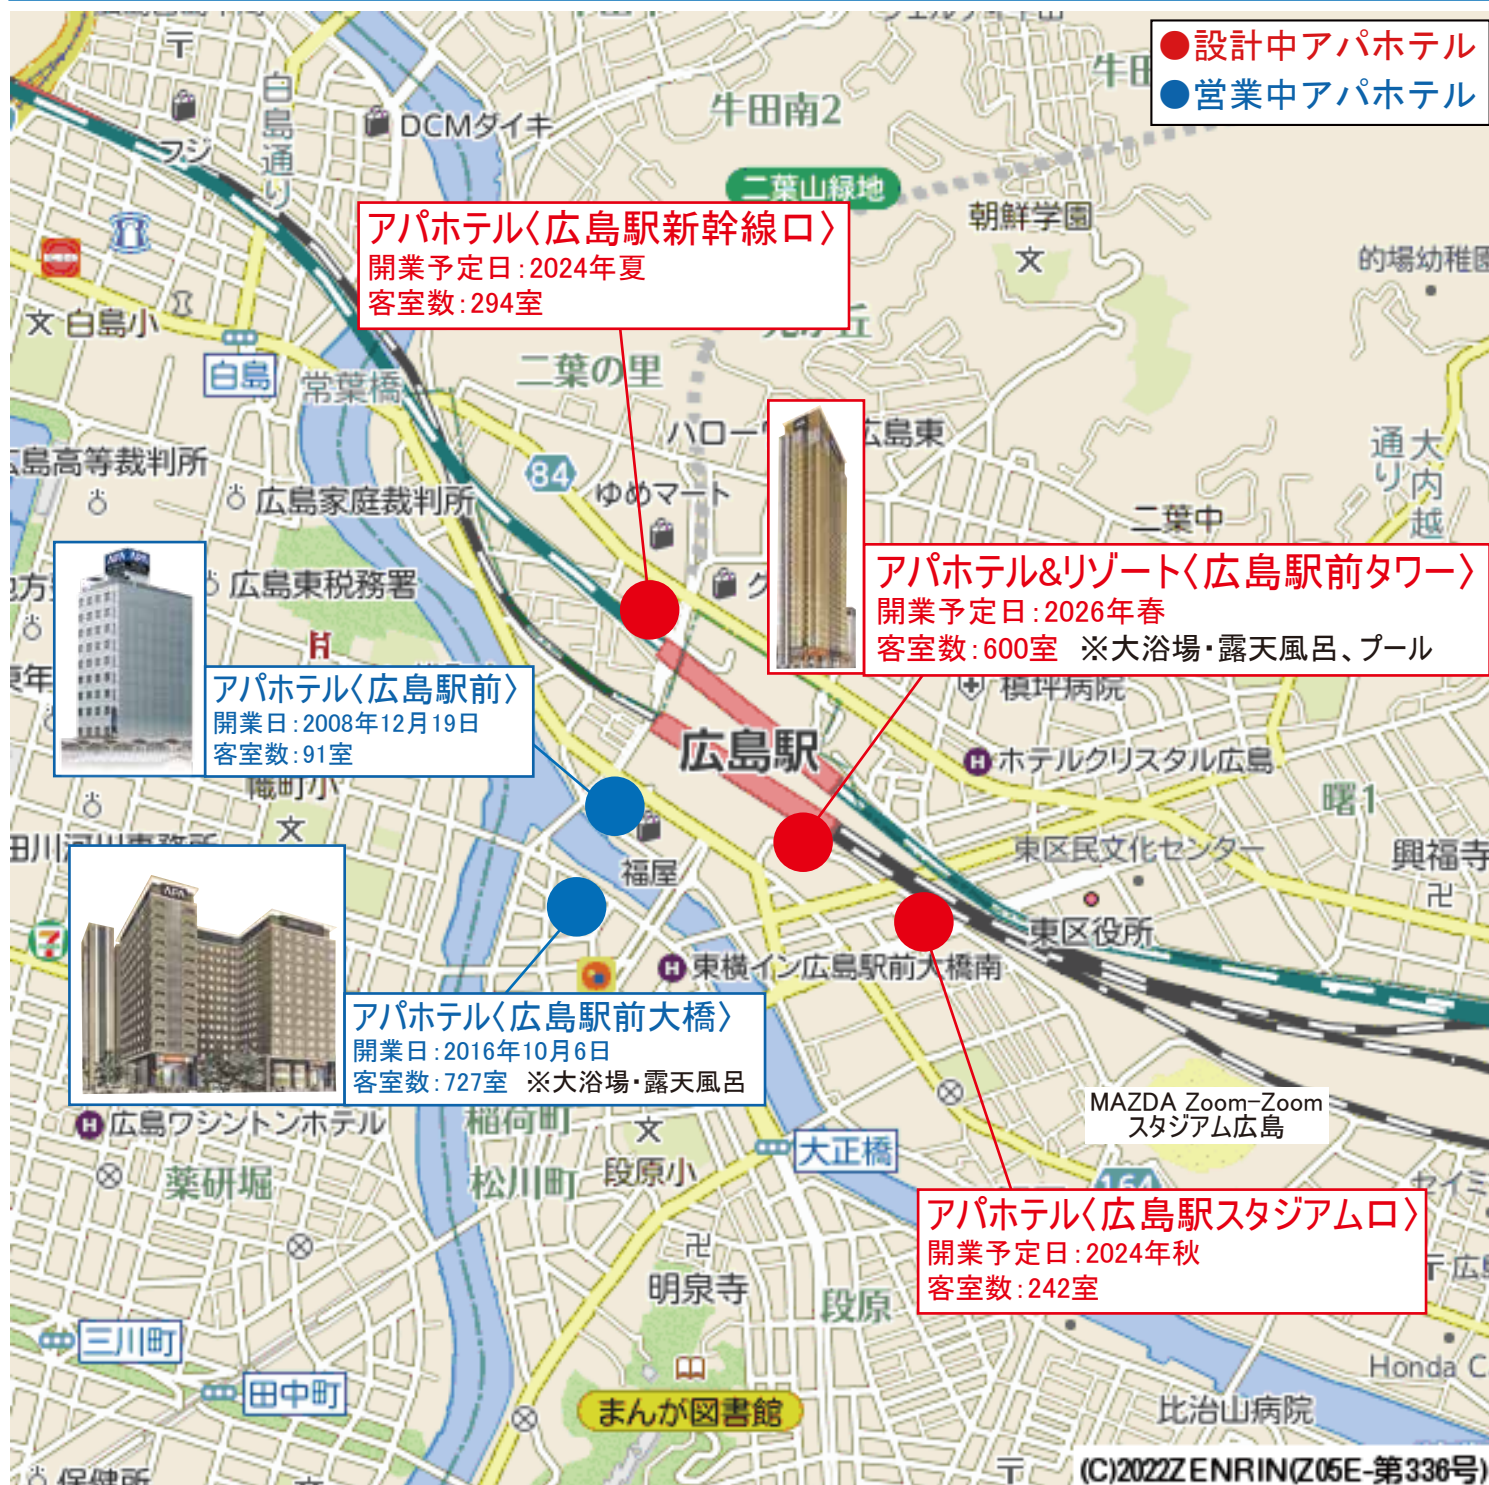 ●設計中アパホテル
●営業中アパホテル
白島通り
DCMダイキ
フジ
牛田南2
二葉山緑地
朝鮮学園
的場幼稚園
アパホテル〈広島駅新幹線口〉
開業予定日:2024年夏
客室数:294室
白島小
白島
常葉橋
二葉の里
広島東
84
ゆめマート
大内越
通り
二葉中
島高等裁判所
広島家庭裁判所
広島東税務署
APA
アパホテル&リゾート〈広島駅前タワー〉
開業予定日:2026年春
客室数:600室 ※大浴場・露天風呂、プール
アパホテル〈広島駅前〉
開業日:2008年12月19日
客室数:91室
槙坪病院
広島駅
ホテルクリスタル広島
幟町小
曙1
東区民文化センター
興福寺
福屋
東区役所
東横イン広島駅前大橋南
APA
アパホテル〈広島駅前大橋〉
開業日:2016年10月6日
客室数:727室 ※大浴場・露天風呂
MAZDA Zoom-Zoom
スタジアム広島
広島ワシントンホテル
稲荷町
大正橋
段原小
薬研堀
松川町
164
アパホテル〈広島駅スタジアム口〉
開業予定日:2024年秋
客室数:242室
明泉寺
段原
三川町
田中町
まんが図書館
Honda C
比治山病院
保健所
(C)2022ZENRIN(Z05E-第336号)